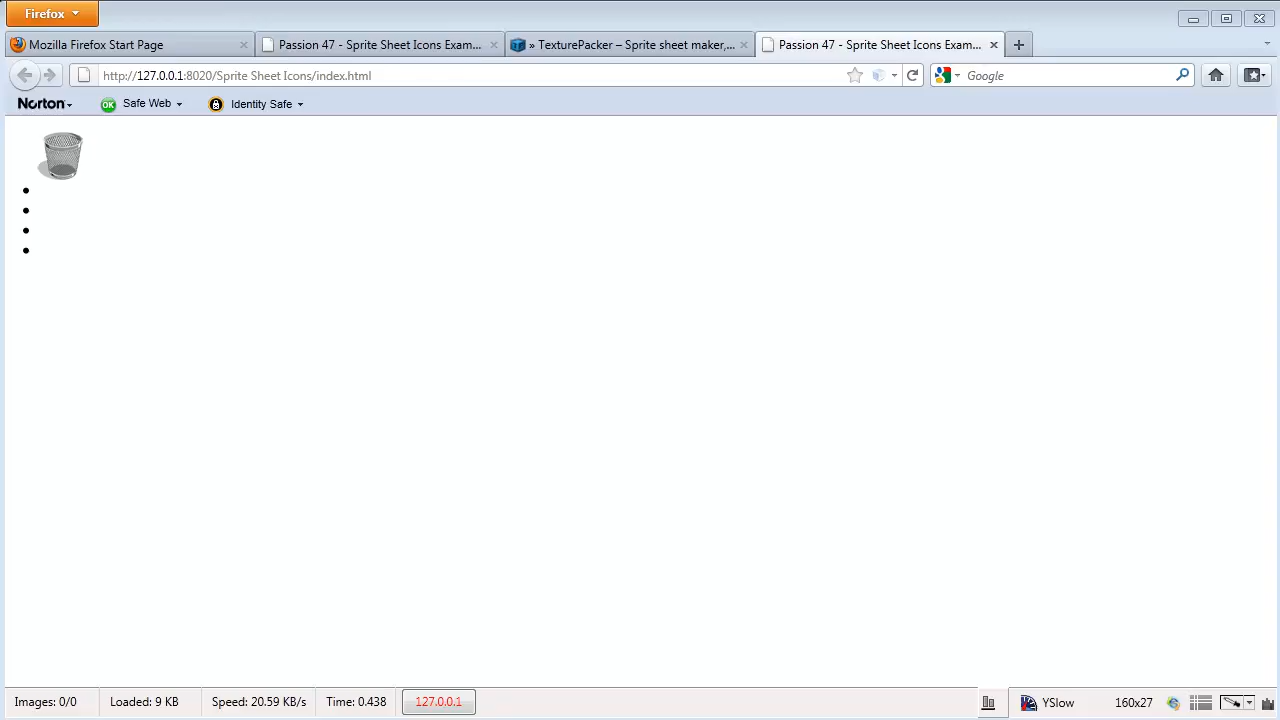 Firefox
Mozilla Firefox Start Page
Passion 47 - Sprite Sheet Icons Exam...
» TexturePacker – Sprite sheet maker,...
Passion 47 - Sprite Sheet Icons Exam...
http://127.0.0.1:8020/Sprite Sheet Icons/index.html
Google
Norton
OK
Safe Web
Identity Safe
Images: 0/0
Loaded: 9 KB
Speed: 20.59 KB/s
Time: 0.438
127.0.0.1
YSlow
160x27